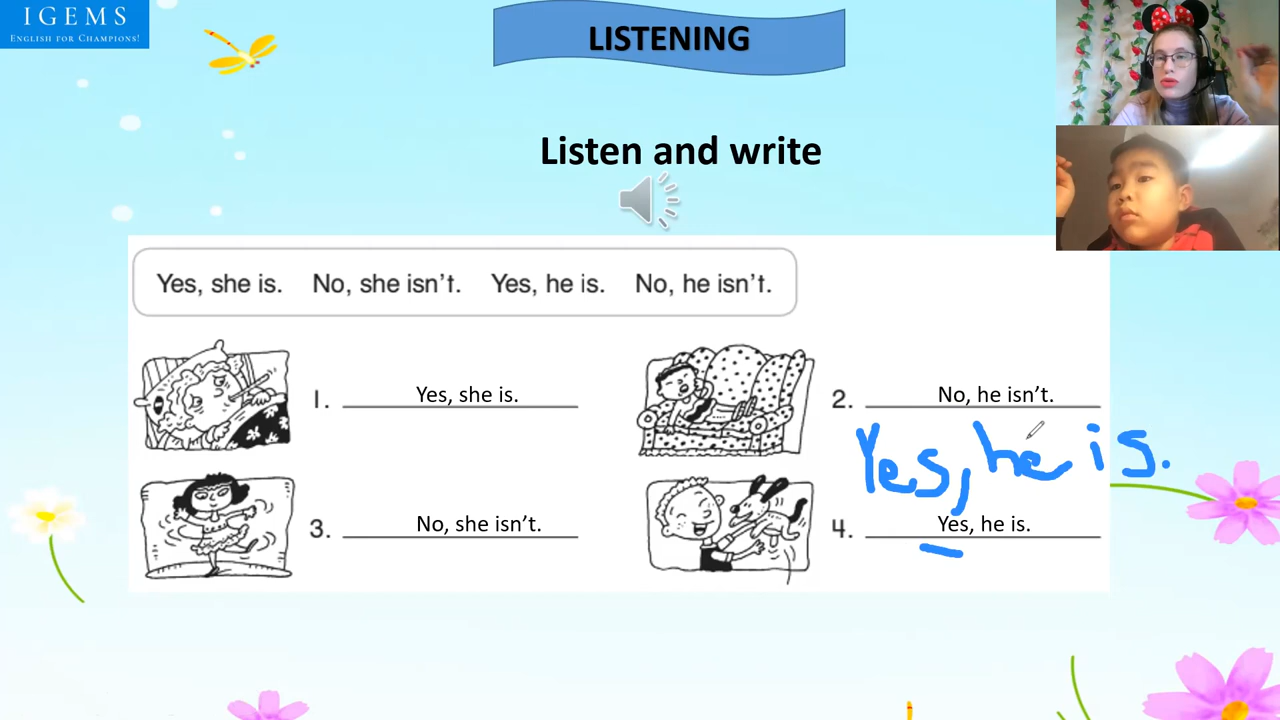 IGEMS
ENGLISH FOR CHAMPIONS!
LISTENING
Listen and write
Yes, she is. No, she isn't. Yes, he is. No, he isn't.
1. Yes, she is.
2. No, he isn't.
Yes, he is.
3. No, she isn't.
4. Yes, he is.